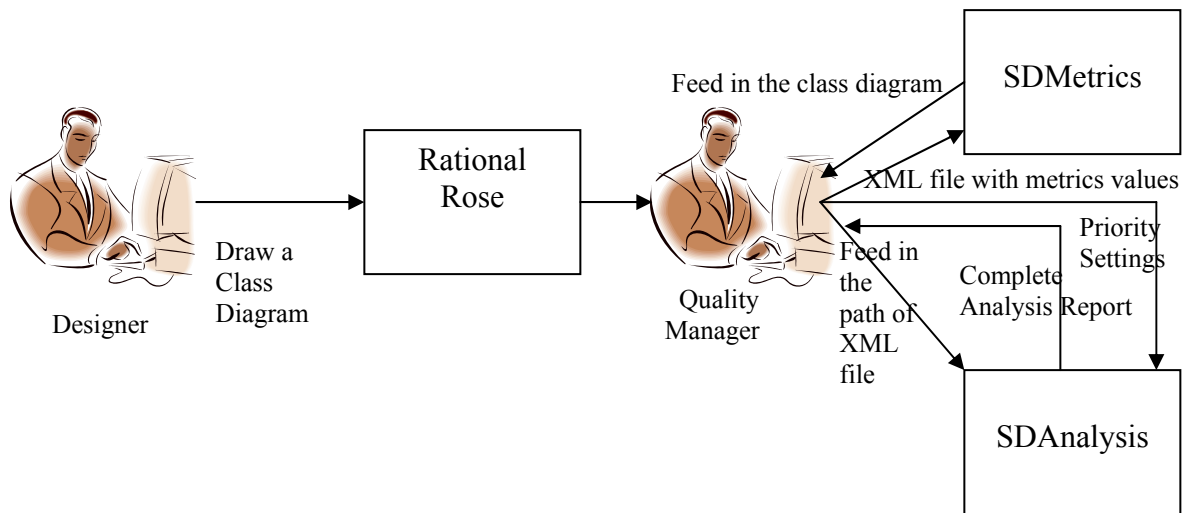 SDMetrics
Feed in the class diagram
Rational
Rose
XML file with metrics values
Draw a
Class
Diagram
Designer
Quality
Manager
Feed in
the
path of
XML
file
Complete
Analysis Report
Priority
Settings
SDAnalysis